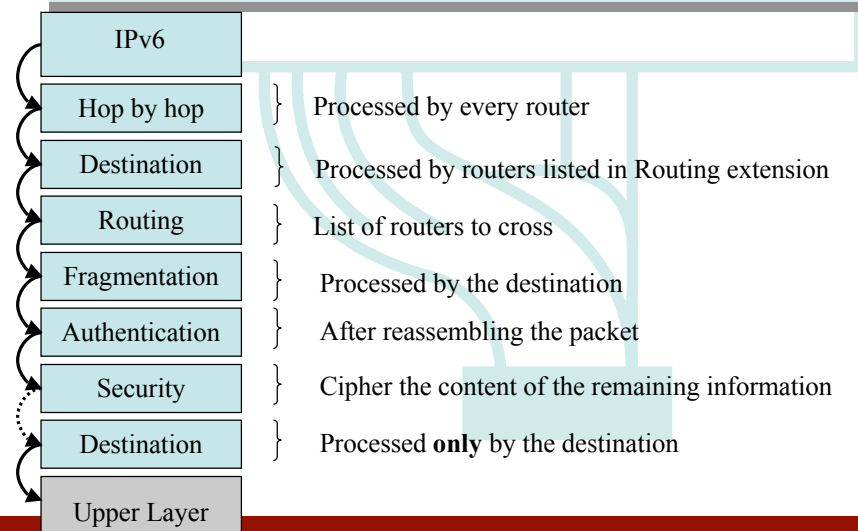 IPv6
Hop by hop } Processed by every router
Destination } Processed by routers listed in Routing extension
Routing } List of routers to cross
Fragmentation } Processed by the destination
Authentication } After reassembling the packet
Security } Cipher the content of the remaining information
Destination } Processed only by the destination
Upper Layer